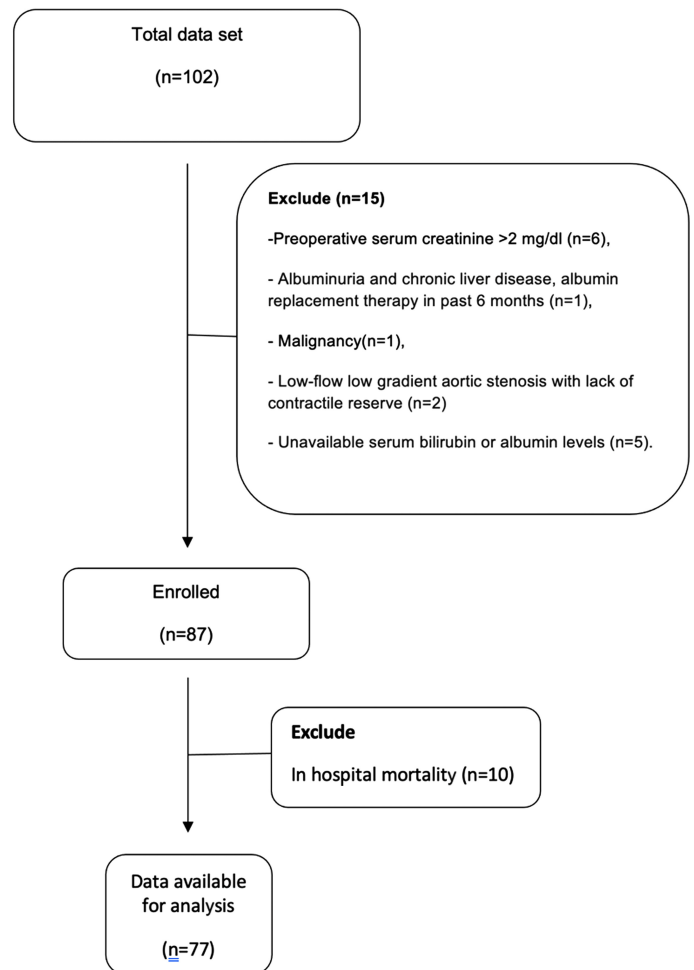 Total data set
(n=102)
Exclude (n=15)
-Preoperative serum creatinine >2 mg/dl (n=6),
- Albuminuria and chronic liver disease, albumin
replacement therapy in past 6 months (n=1),
- Malignancy(n=1),
- Low-flow low gradient aortic stenosis with lack of
contractile reserve (n=2)
- Unavailable serum bilirubin or albumin levels (n=5).
Enrolled
(n=87)
Exclude
In hospital mortality (n=10)
Data available
for analysis
(n=77)